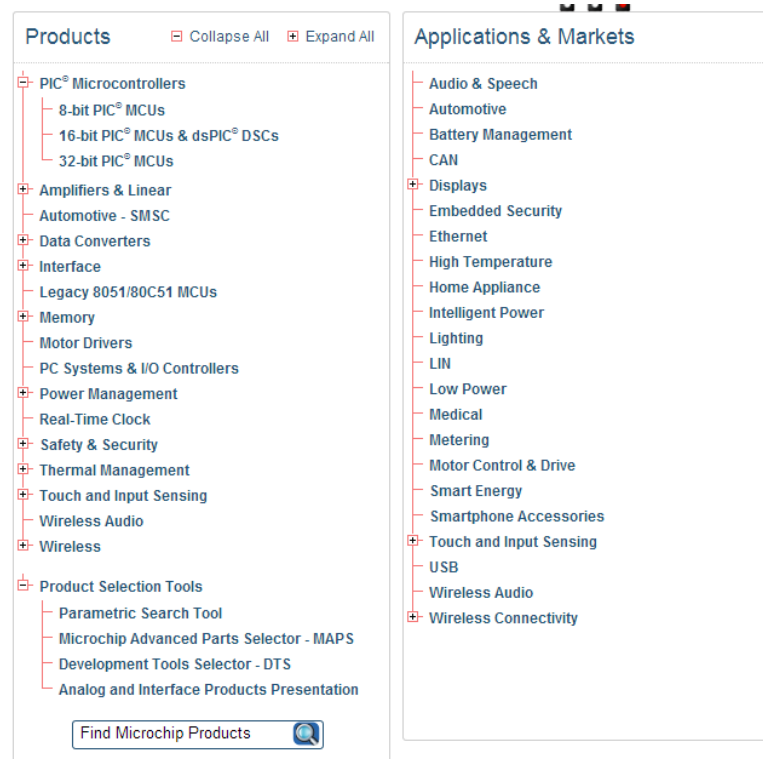 Products
Collapse All
Expand All
PIC® Microcontrollers
8-bit PIC® MCUs
16-bit PIC® MCUs & dsPIC® DSCs
32-bit PIC® MCUs
Amplifiers & Linear
Automotive - SMSC
Data Converters
Interface
Legacy 8051/80C51 MCUs
Memory
Motor Drivers
PC Systems & I/O Controllers
Power Management
Real-Time Clock
Safety & Security
Thermal Management
Touch and Input Sensing
Wireless Audio
Wireless
Product Selection Tools
Parametric Search Tool
Microchip Advanced Parts Selector - MAPS
Development Tools Selector - DTS
Analog and Interface Products Presentation
Find Microchip Products
Applications & Markets
Audio & Speech
Automotive
Battery Management
CAN
Displays
Embedded Security
Ethernet
High Temperature
Home Appliance
Intelligent Power
Lighting
LIN
Low Power
Medical
Metering
Motor Control & Drive
Smart Energy
Smartphone Accessories
Touch and Input Sensing
USB
Wireless Audio
Wireless Connectivity